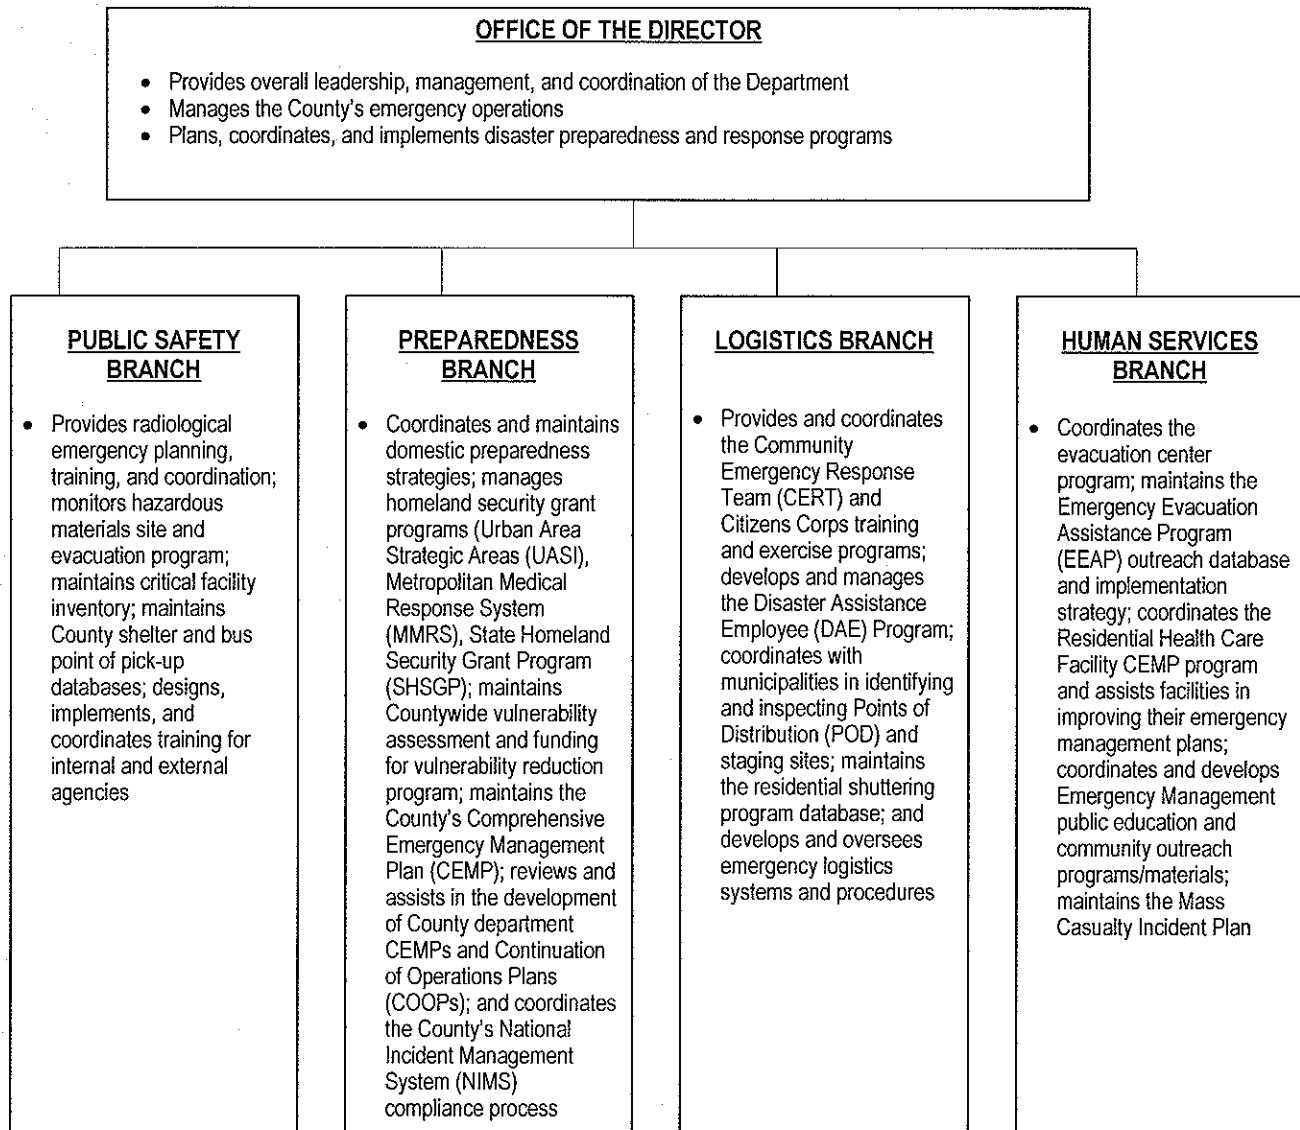 OFFICE OF THE DIRECTOR
• Provides overall leadership, management, and coordination of the Department
• Manages the County's emergency operations
• Plans, coordinates, and implements disaster preparedness and response programs
PUBLIC SAFETY
BRANCH
• Provides radiological
emergency planning,
training, and coordination;
monitors hazardous
materials site and
evacuation program;
maintains critical facility
inventory; maintains
County shelter and bus
point of pick-up
databases; designs,
implements, and
coordinates training for
internal and external
agencies
PREPAREDNESS
BRANCH
• Coordinates and maintains
domestic preparedness
strategies; manages
homeland security grant
programs (Urban Area
Strategic Areas (UASI),
Metropolitan Medical
Response System
(MMRS), State Homeland
Security Grant Program
(SHSGP); maintains
Countywide vulnerability
assessment and funding
for vulnerability reduction
program; maintains the
County's Comprehensive
Emergency Management
Plan (CEMP); reviews and
assists in the development
of County department
CEMPs and Continuation
of Operations Plans
(COOPs); and coordinates
the County's National
Incident Management
System (NIMS)
compliance process
LOGISTICS BRANCH
• Provides and coordinates
the Community
Emergency Response
Team (CERT) and
Citizens Corps training
and exercise programs;
develops and manages
the Disaster Assistance
Employee (DAE) Program;
coordinates with
municipalities in identifying
and inspecting Points of
Distribution (POD) and
staging sites; maintains
the residential shuttering
program database; and
develops and oversees
emergency logistics
systems and procedures
HUMAN SERVICES
BRANCH
• Coordinates the
evacuation center
program; maintains the
Emergency Evacuation
Assistance Program
(EEAP) outreach database
and implementation
strategy; coordinates the
Residential Health Care
Facility CEMP program
and assists facilities in
improving their emergency
management plans;
coordinates and develops
Emergency Management
public education and
community outreach
programs/materials;
maintains the Mass
Casualty Incident Plan